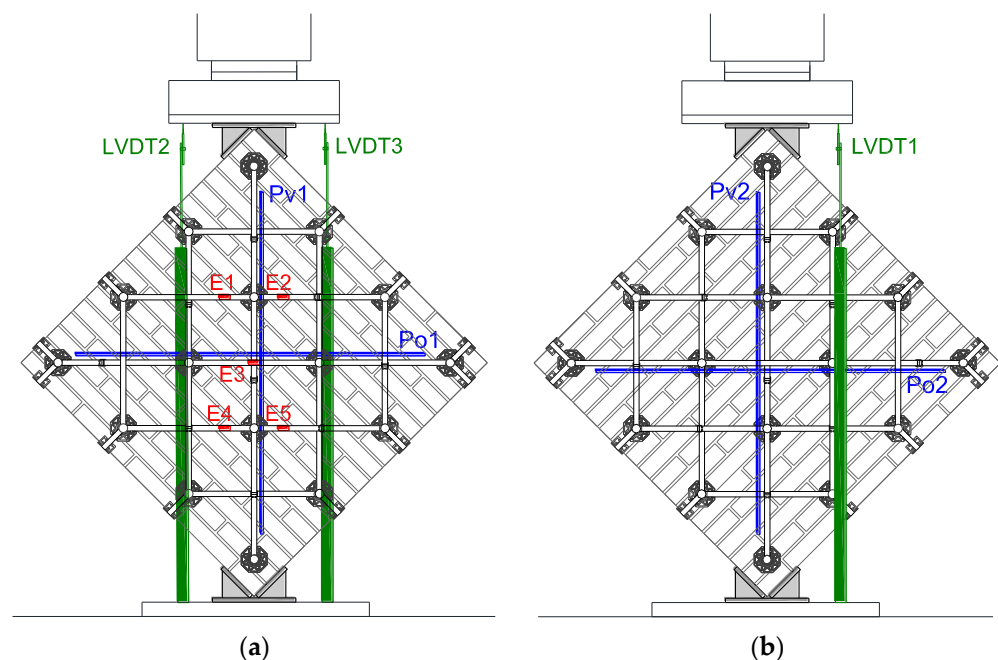 LVDT2
LVDT3
LVDT1
Pv1
Pv2
E1
E2
Po1
E3
Po2
E4
E5
(a)
(b)